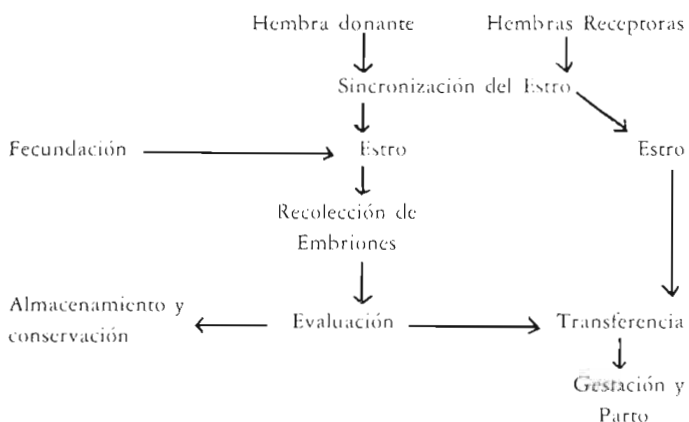 Hembra donante
Hembras Receptoras
Sincronización del Estro
Fecundación
Estro
Estro
Recolección de
Embriones
Almacenamiento y
conservación
Evaluación
Transferencia
Gestación y
Parto